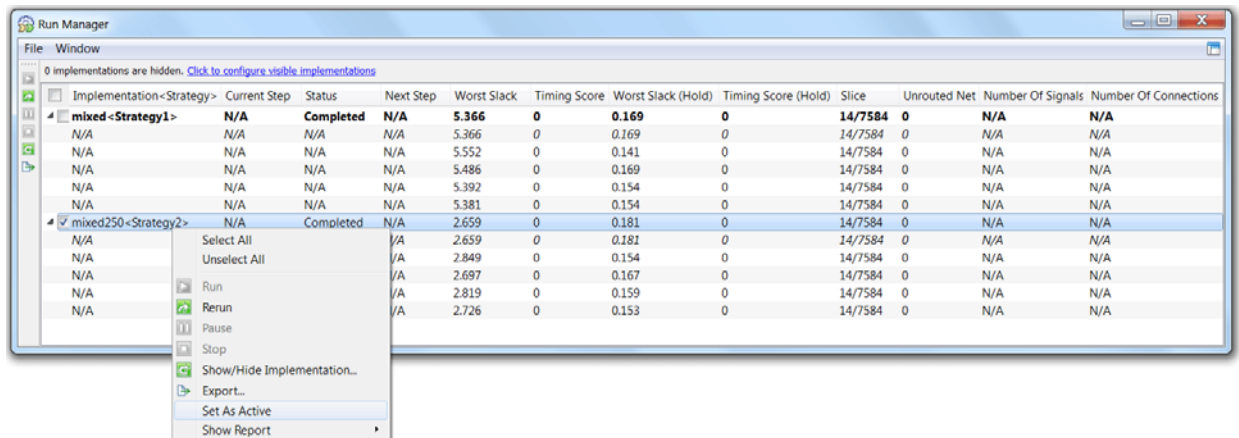 Run Manager
File Window
0 implementations are hidden. Click to configure visible implementations
Implementation<Strategy> Current Step Status Next Step Worst Slack Timing Score Worst Slack (Hold) Timing Score (Hold) Slice Unrouted Net Number Of Signals Number Of Connections
mixed<Strategy1> N/A Completed N/A 5.366 0 0.169 0 14/7584 0 N/A N/A
N/A N/A N/A N/A 5.366 0 0.169 0 14/7584 0 N/A N/A
N/A N/A N/A N/A 5.552 0 0.141 0 14/7584 0 N/A N/A
N/A N/A N/A N/A 5.486 0 0.169 0 14/7584 0 N/A N/A
N/A N/A N/A N/A 5.392 0 0.154 0 14/7584 0 N/A N/A
N/A N/A N/A N/A 5.381 0 0.154 0 14/7584 0 N/A N/A
mixed250<Strategy2> N/A Completed N/A 2.659 0 0.181 0 14/7584 0 N/A N/A
N/A /A 2.659 0 0.181 0 14/7584 0 N/A N/A
N/A /A 2.849 0 0.154 0 14/7584 0 N/A N/A
N/A /A 2.697 0 0.167 0 14/7584 0 N/A N/A
N/A /A 2.819 0 0.159 0 14/7584 0 N/A N/A
N/A /A 2.726 0 0.153 0 14/7584 0 N/A N/A
Select All
Unselect All
Run
Rerun
Pause
Stop
Show/Hide Implementation...
Export...
Set As Active
Show Report